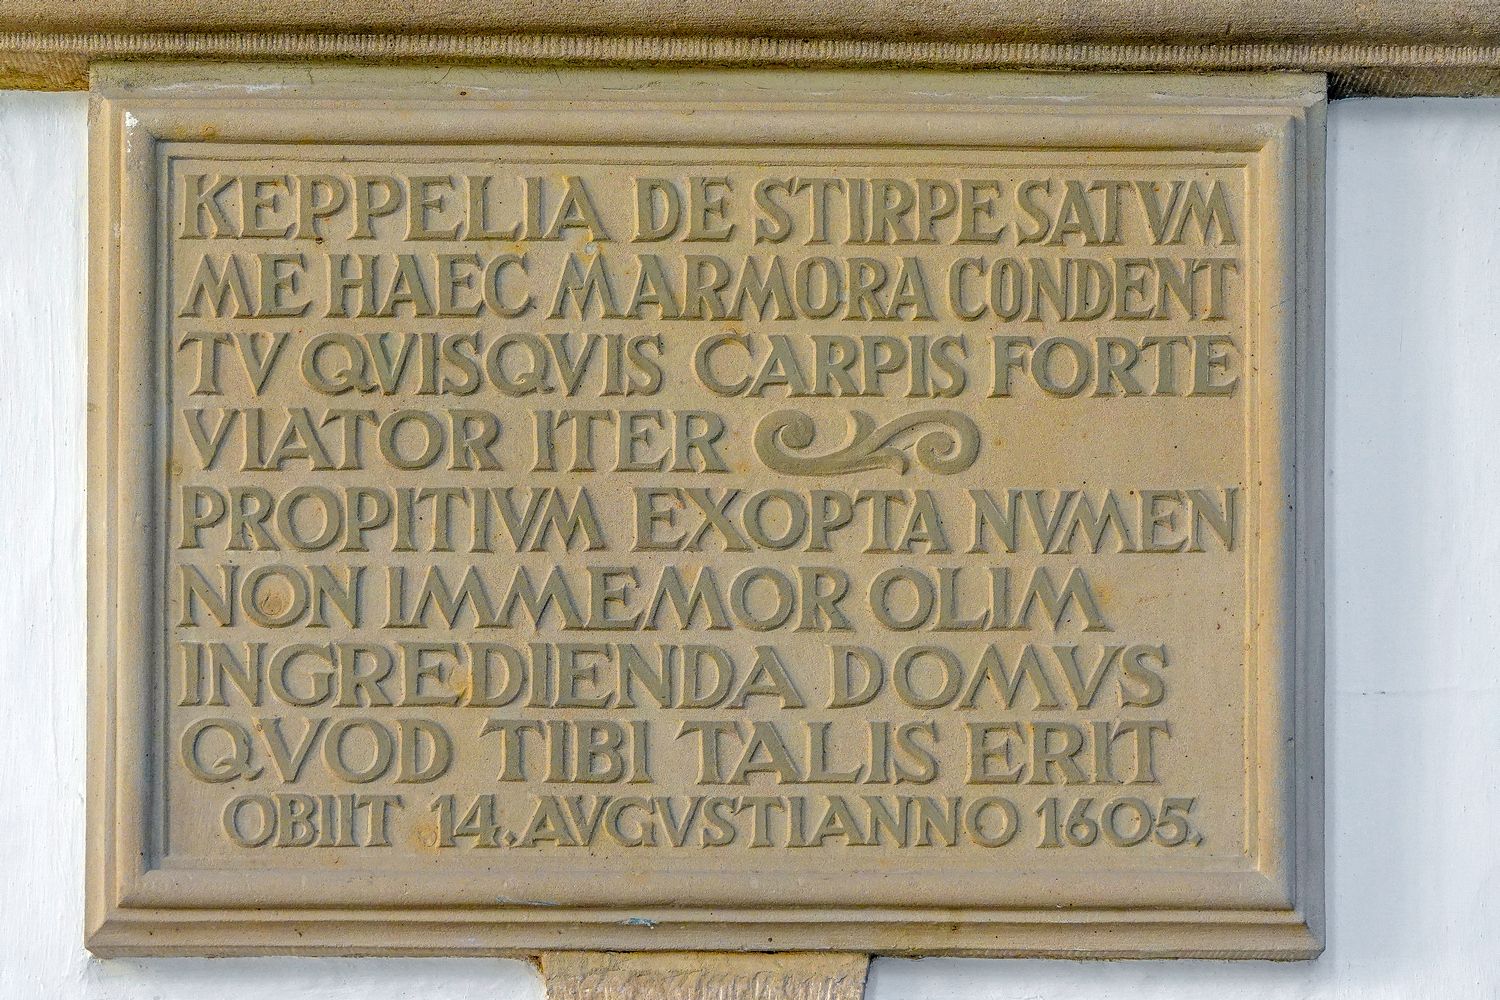 KEPPELIA DE STIRPE SATVM
ME HAEC MARMORA CONDENT
TV QVISQVIS CARPIS FORTE
VIATOR ITER
PROPITIVM EXOPTA NVMEN
NON IMMEMOR OLIM
INGREDIENDA DOMVS
QVOD TIBI TALIS ERIT
OBIIT 14. AVGVSTI ANNO 1605.